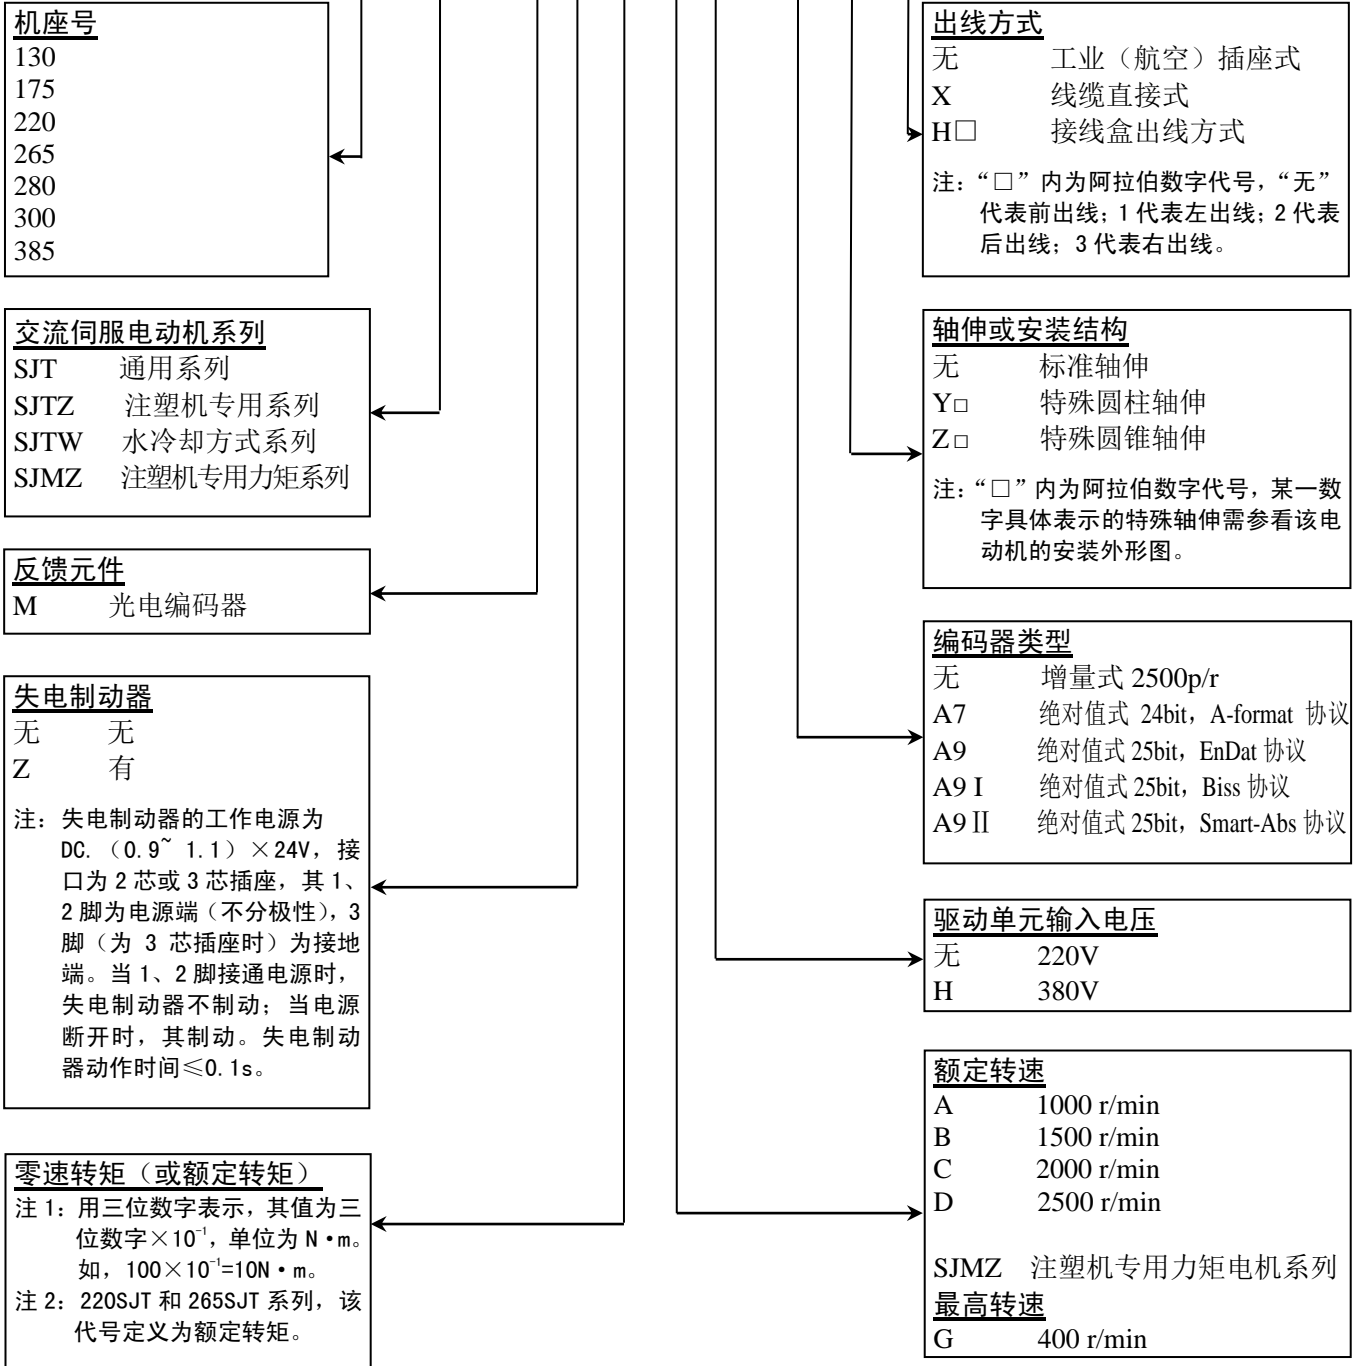 机座号
130
175
220
265
280
300
385
交流伺服电动机系列
SJT 通用系列
SJTZ 注塑机专用系列
SJTW 水冷却方式系列
SJMZ 注塑机专用力矩系列
反馈元件
M 光电编码器
失电制动器
无 无
Z 有
注：失电制动器的工作电源为
DC.（0.9~ 1.1）×24V，接
口为 2 芯或 3 芯插座，其 1、
2 脚为电源端（不分极性），3
脚（为 3 芯插座时）为接地
端。当 1、2 脚接通电源时，
失电制动器不制动；当电源
断开时，其制动。失电制动
器动作时间≤0.1s。
零速转矩（或额定转矩）
注 1：用三位数字表示，其值为三
位数字×10⁻¹，单位为 N·m。
如，100×10⁻¹=10N·m。
注 2：220SJT 和 265SJT 系列，该
代号定义为额定转矩。
出线方式
无 工业（航空）插座式
X 线缆直接式
H□ 接线盒出线方式
注：“□”内为阿拉伯数字代号，“无”
代表前出线；1 代表左出线；2 代表
后出线；3 代表右出线。
轴伸或安装结构
无 标准轴伸
Y□ 特殊圆柱轴伸
Z□ 特殊圆锥轴伸
注：“□”内为阿拉伯数字代号，某一数
字具体表示的特殊轴伸需参看该电
动机的安装外形图。
编码器类型
无 增量式 2500p/r
A7 绝对值式 24bit，A-format 协议
A9 绝对值式 25bit，EnDat 协议
A9Ⅰ 绝对值式 25bit，Biss 协议
A9Ⅱ 绝对值式 25bit，Smart-Abs 协议
驱动单元输入电压
无 220V
H 380V
额定转速
A 1000 r/min
B 1500 r/min
C 2000 r/min
D 2500 r/min
SJMZ 注塑机专用力矩电机系列
最高转速
G 400 r/min